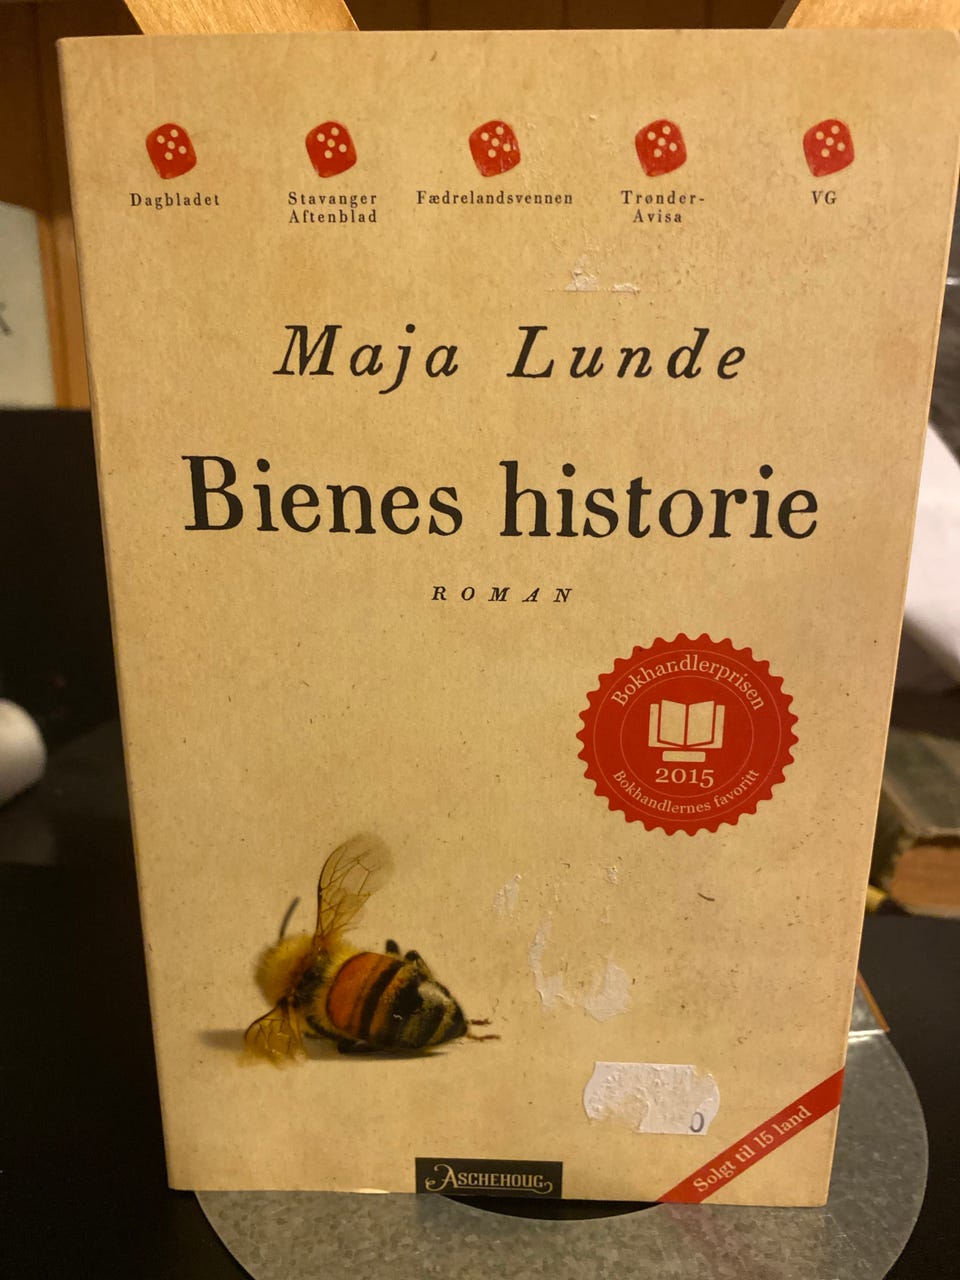 Dagbladet
Stavanger
Aftenblad
Fædrelandsvennen
Trønder-
Avisa
VG
Maja Lunde
Bienes historie
ROMAN
Bokhandlerprisen
2015
Bokhandlernes favoritt
0
Solgt til 15 land
ASCHEHOUG